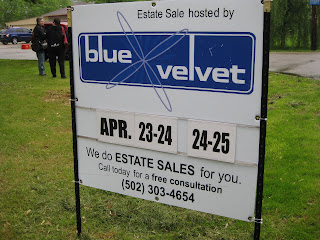 Estate Sale hosted by
blue velvet
APR. 23-24 24-25
We do ESTATE SALES for you.
Call today for a free consultation
(502) 303-4654